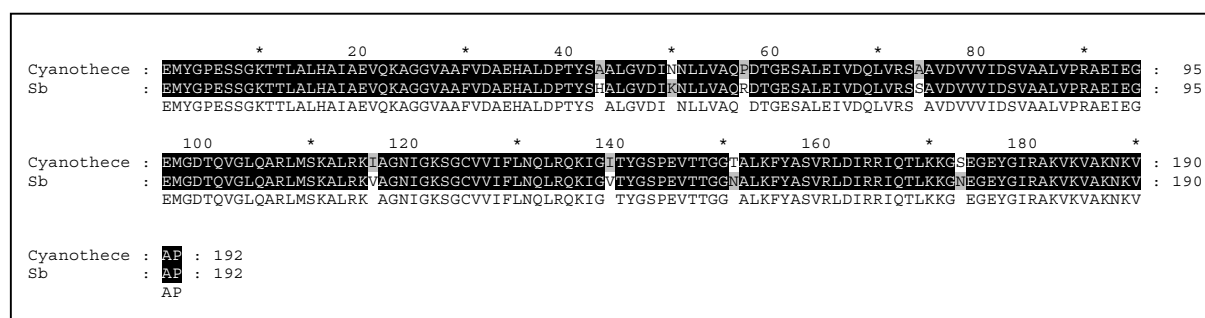 * 20 * 40 * 60 * 80 *
Cyanothece : EMYGPESSGKTTLALHAIAEVQKAGGVAAFVDAEHALDPTYSAALGVDINNLLVAQPDTGESALEIVDQLVRSAAVDVVVIDSVAALVPRAEIEG : 95
Sb : EMYGPESSGKTTLALHAIAEVQKAGGVAAFVDAEHALDPTYSHALGVDIKNLLVAQRDTGESALEIVDQLVRSSAVDVVVIDSVAALVPRAEIEG : 95
EMYGPESSGKTTLALHAIAEVQKAGGVAAFVDAEHALDPTYS ALGVDI NLLVAQ DTGESALEIVDQLVRS AVDVVVIDSVAALVPRAEIEG
100 * 120 * 140 * 160 * 180 *
Cyanothece : EMGDTQVGLQARLMSKALRKIAGNIGKSGCVVIFLNQLRQKIGITYGSPEVTTGGTALKFYASVRLDIRRIQTLKKGSEGEYGIRAKVKVAKNKV : 190
Sb : EMGDTQVGLQARLMSKALRKVAGNIGKSGCVVIFLNQLRQKIGVTYGSPEVTTGGNALKFYASVRLDIRRIQTLKKGNEGEYGIRAKVKVAKNKV : 190
EMGDTQVGLQARLMSKALRK AGNIGKSGCVVIFLNQLRQKIG TYGSPEVTTGG ALKFYASVRLDIRRIQTLKKG EGEYGIRAKVKVAKNKV
Cyanothece : AP : 192
Sb : AP : 192
AP